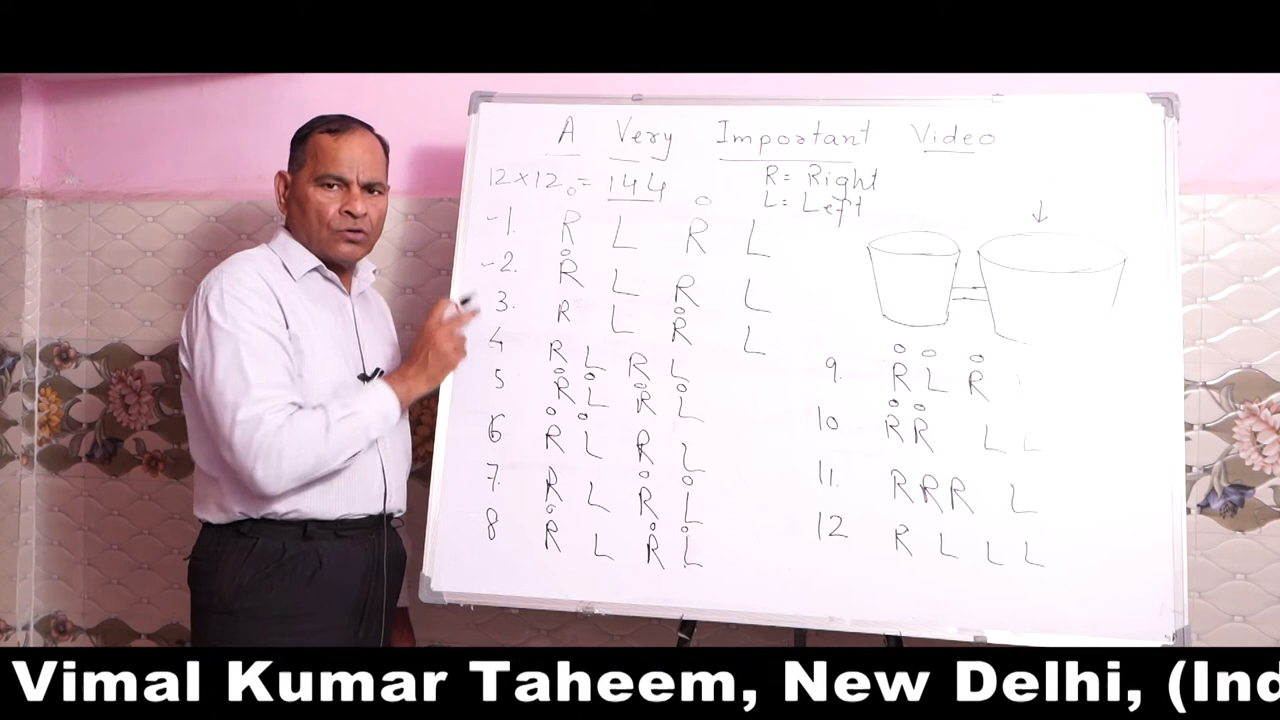 A Very Important Video
12×12 = 144
R= Right
L= Left
1. R L R L
2. R L R L
3. R L R L
4 R L R L
5 R L R L
6 R L R L
7. R L R L
8 R L R L
9. R L R
10 R R L L
11. R R R L
12 R L L L
Vimal Kumar Taheem, New Delhi, (Ind